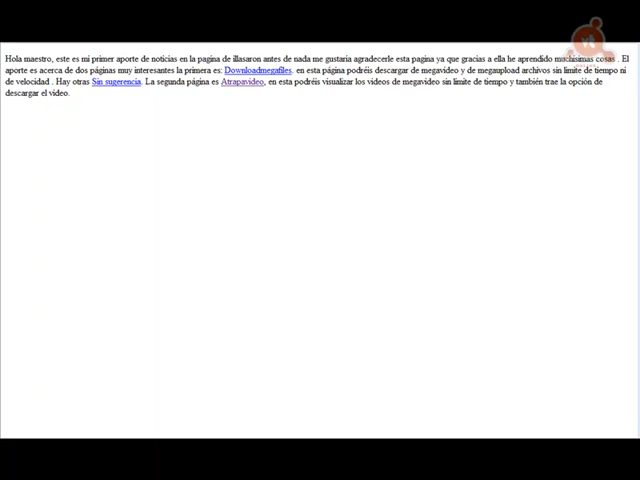 Hola maestro, este es mi primer aporte de noticias en la pagina de illasaron antes de nada me gustaria agradecerle esta pagina ya que gracias a ella he aprendido muchisimas cosas . El
aporte es acerca de dos páginas muy interesantes la primera es: Downloadmegafiles. en esta página podréis descargar de megavideo y de megaupload archivos sin limite de tiempo ni
de velocidad . Hay otras Sin sugerencia. La segunda página es Atrapavideo, en esta podréis visualizar los videos de megavideo sin limite de tiempo y también trae la opción de
descargar el video.